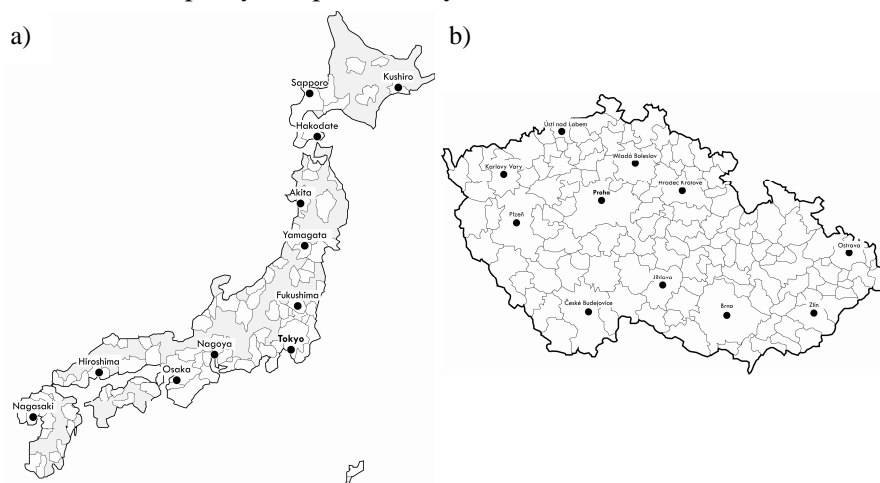 a)
Sapporo
Kushiro
Hakodate
Akita
Yamagata
Fukushima
Tokyo
Nagoya
Osaka
Hiroshima
Nagasaki
b)
Ústí nad Labem
Mladá Boleslav
Karlovy Vary
Hradec Králové
Praha
Plzeň
Ostrava
Jihlava
České Budějovice
Brno
Zlín